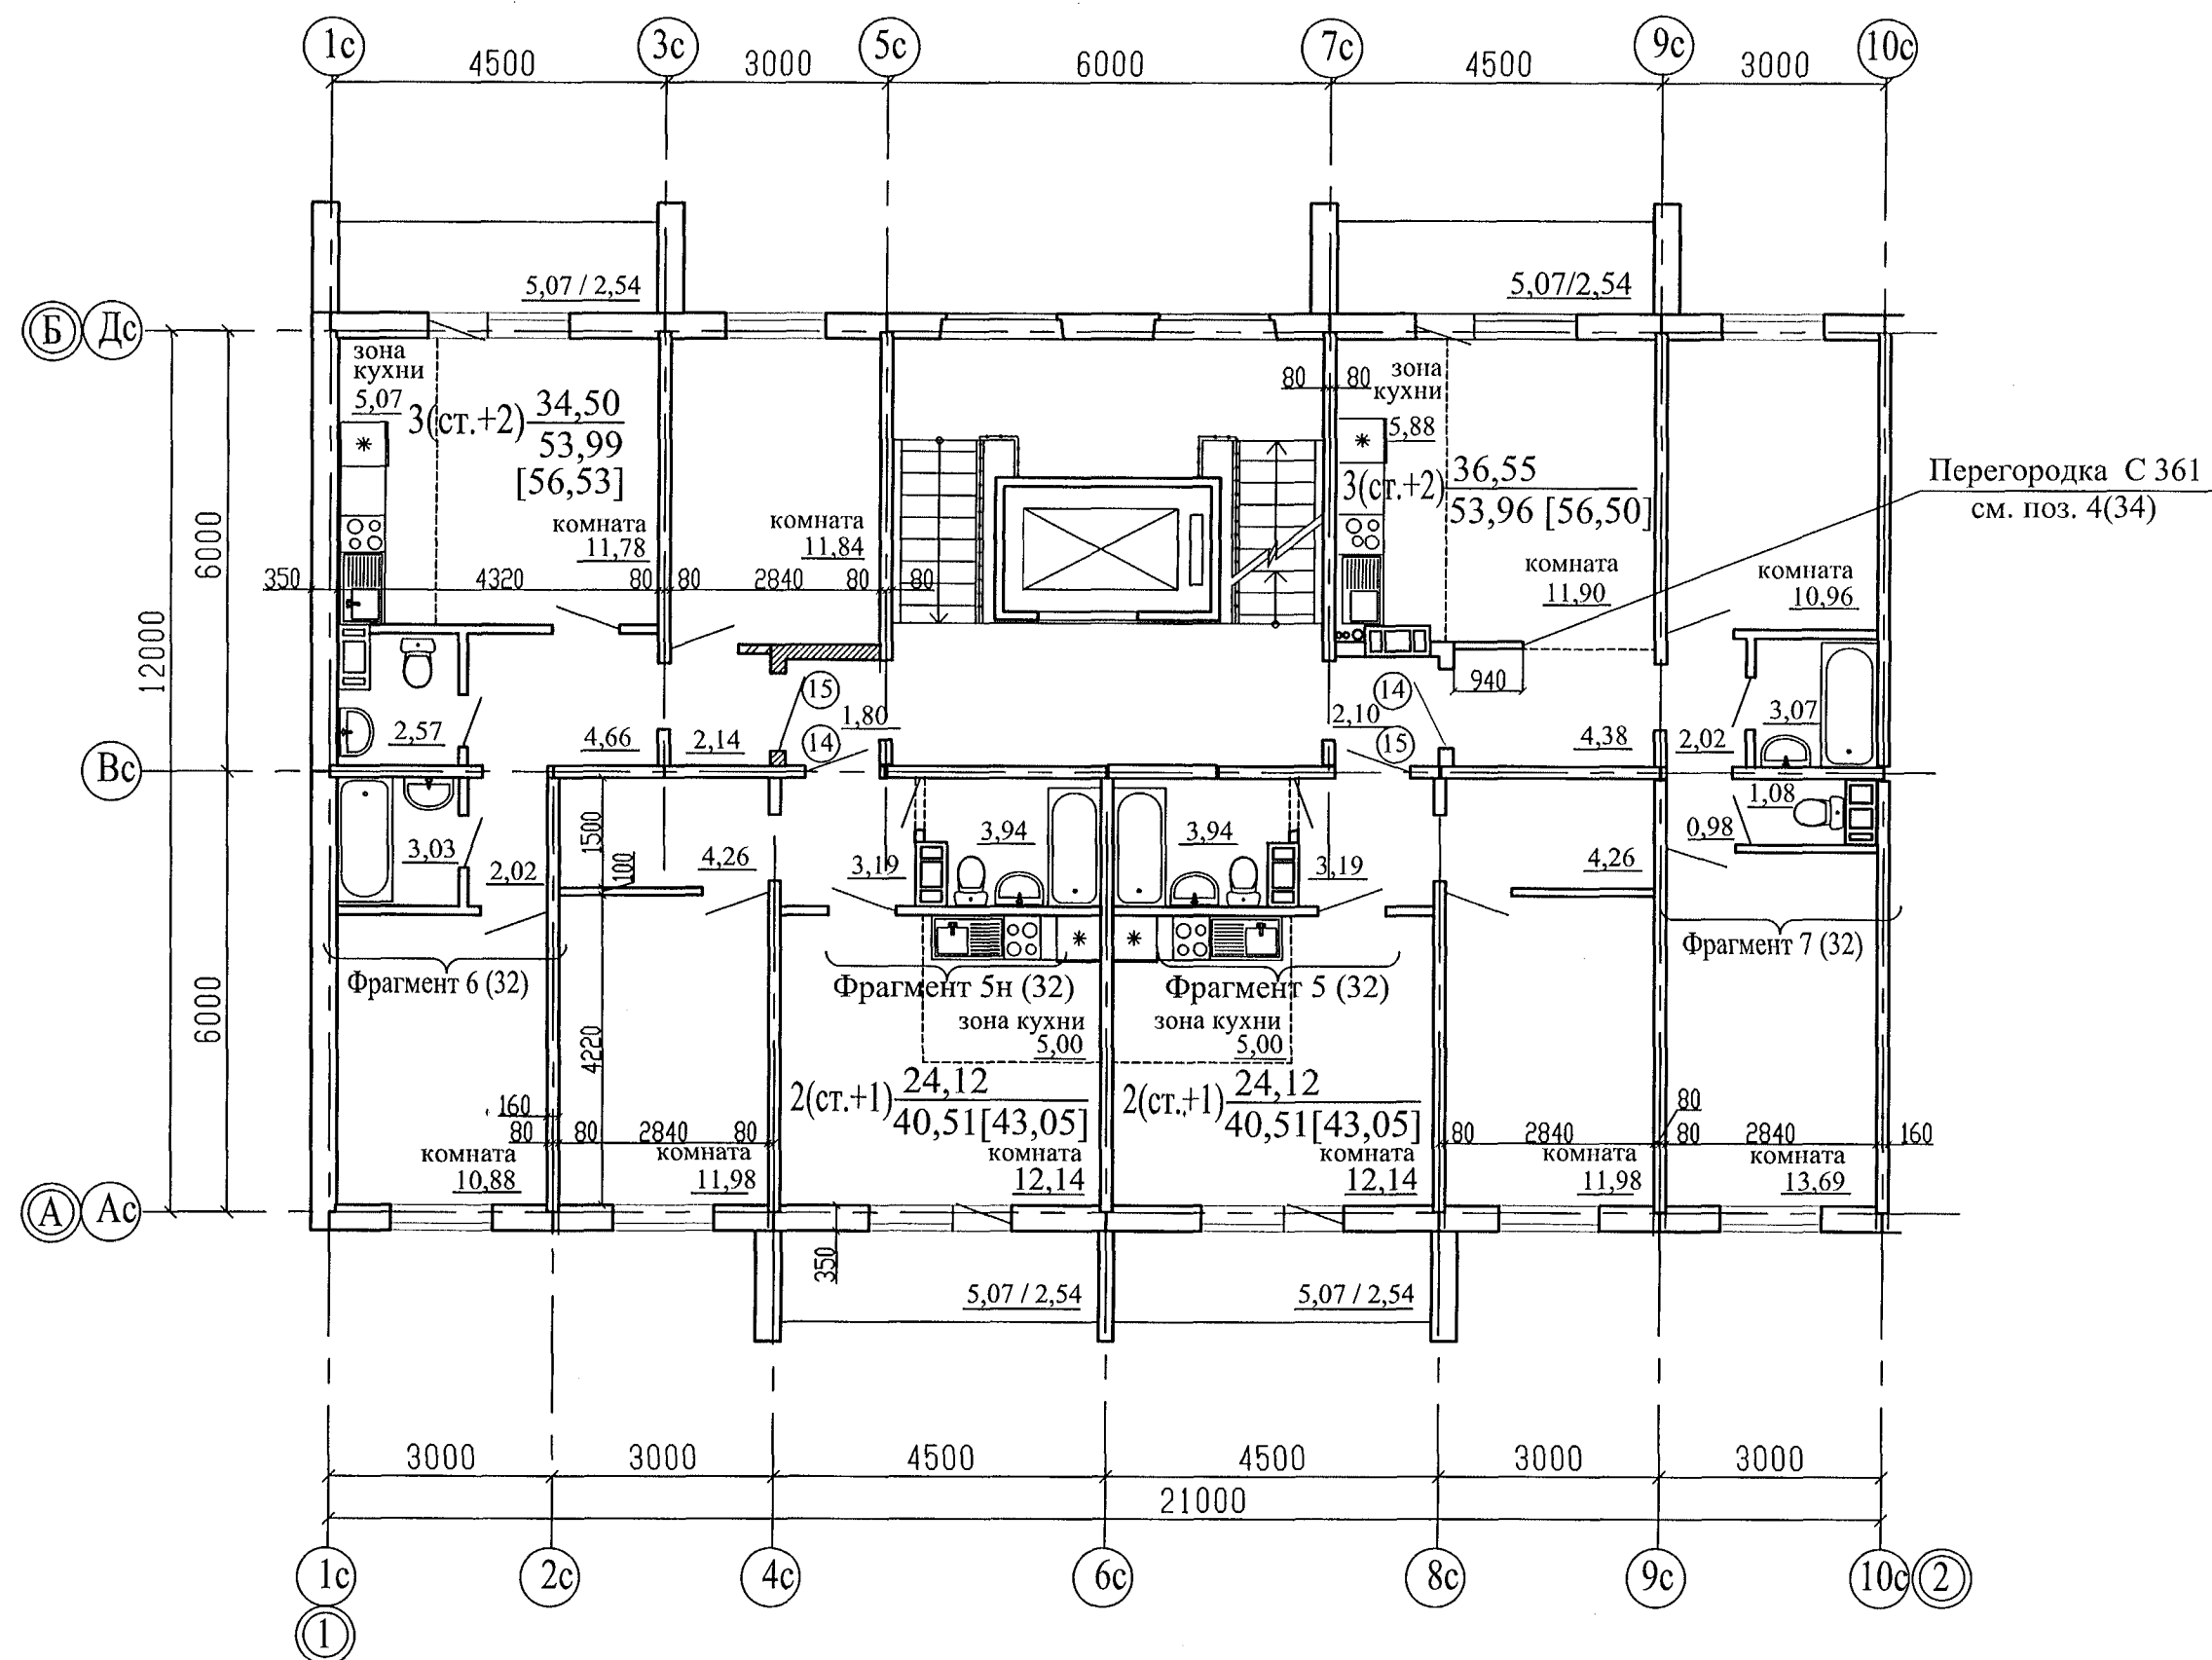 1с 3с 5с 7с 9с 10с
4500 3000 6000 4500 3000
5,07 / 2,54 5,07/2,54
Б Дс
зона
кухни
5,07
3(ст.+2) 34,50
53,99
[56,53]
комната
11,78
комната
11,84
350 4320 80 80 2840 80 80
80 80
зона
кухни
5,88
3(ст.+2) 36,55
53,96 [56,50]
комната
11,90
комната
10,96
Перегородка С 361
см. поз. 4(34)
940
6000
12000
6000
2,57 4,66 2,14 15 1,80 14
2,10 14 15 4,38 2,02 3,07
Вс
3,03 2,02 1500 100 4,26 3,19 3,94 3,94 3,19 4,26 0,98 1,08
Фрагмент 6 (32)
Фрагмент 5н (32)
Фрагмент 5 (32)
Фрагмент 7 (32)
зона кухни
5,00
зона кухни
5,00
4220
2(ст.+1) 24,12
40,51[43,05]
2(ст.+1) 24,12
40,51[43,05]
160
80 80 2840 80
80 2840 80 80 2840 160
комната
10,88
комната
11,98
комната
12,14
комната
12,14
комната
11,98
комната
13,69
А Ас
350
5,07 / 2,54 5,07 / 2,54
3000 3000 4500 4500 3000 3000
21000
1с 2с 4с 6с 8с 9с 10с 2
1